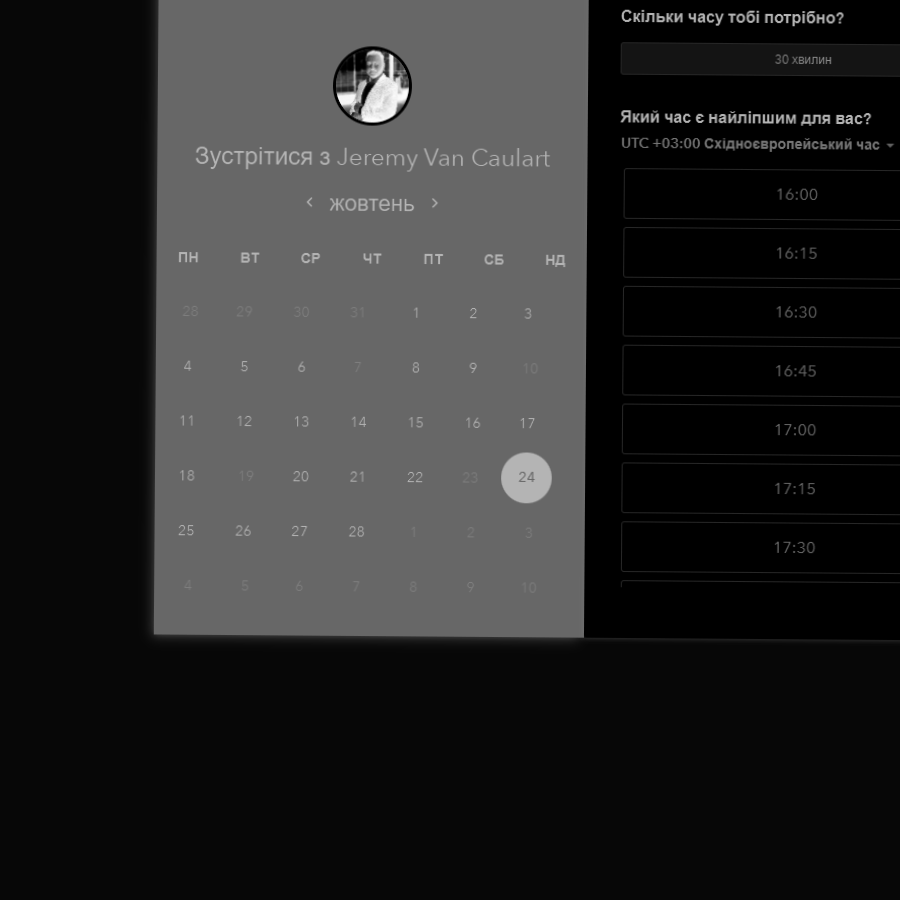 Зустрітися з Jeremy Van Caulart
‹ жовтень ›
ПН ВТ СР ЧТ ПТ СБ НД
28 29 30 31 1 2 3
4 5 6 7 8 9 10
11 12 13 14 15 16 17
18 19 20 21 22 23 24
25 26 27 28 1 2 3
4 5 6 7 8 9 10
Скільки часу тобі потрібно?
30 хвилин
Який час є найліпшим для вас?
UTC +03:00 Східноєвропейський час
16:00
16:15
16:30
16:45
17:00
17:15
17:30